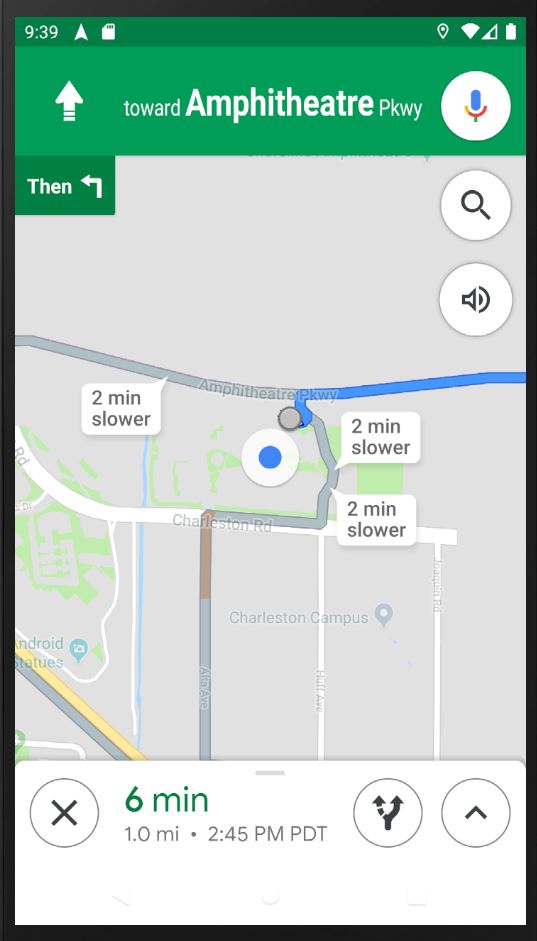 9:39
toward Amphitheatre Pkwy
Then
2 min
slower
Amphitheatre Pkwy
2 min
slower
2 min
slower
Rd
Charleston Rd
Joaquin Rd
Charleston Campus
Android
Statues
Alta Ave
Huff Ave
6 min
1.0 mi • 2:45 PM PDT